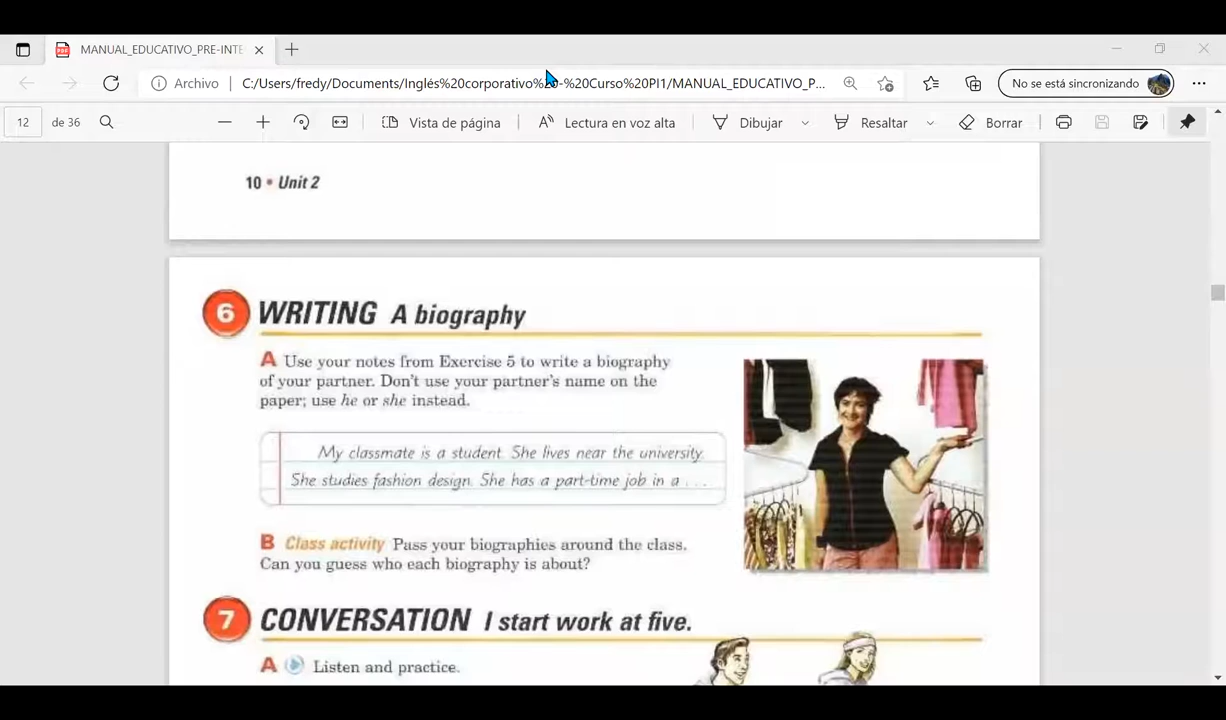 MANUAL_EDUCATIVO_PRE-INTE
Archivo C:/Users/fredy/Documents/Inglés%20corporativo%20-%20Curso%20PI1/MANUAL_EDUCATIVO_P... No se está sincronizando
12 de 36 Vista de página Lectura en voz alta Dibujar Resaltar Borrar
10 • Unit 2
6 WRITING A biography
A Use your notes from Exercise 5 to write a biography
of your partner. Don't use your partner's name on the
paper; use he or she instead.
My classmate is a student. She lives near the university.
She studies fashion design. She has a part-time job in a . . .
B Class activity Pass your biographies around the class.
Can you guess who each biography is about?
7 CONVERSATION I start work at five.
A Listen and practice.